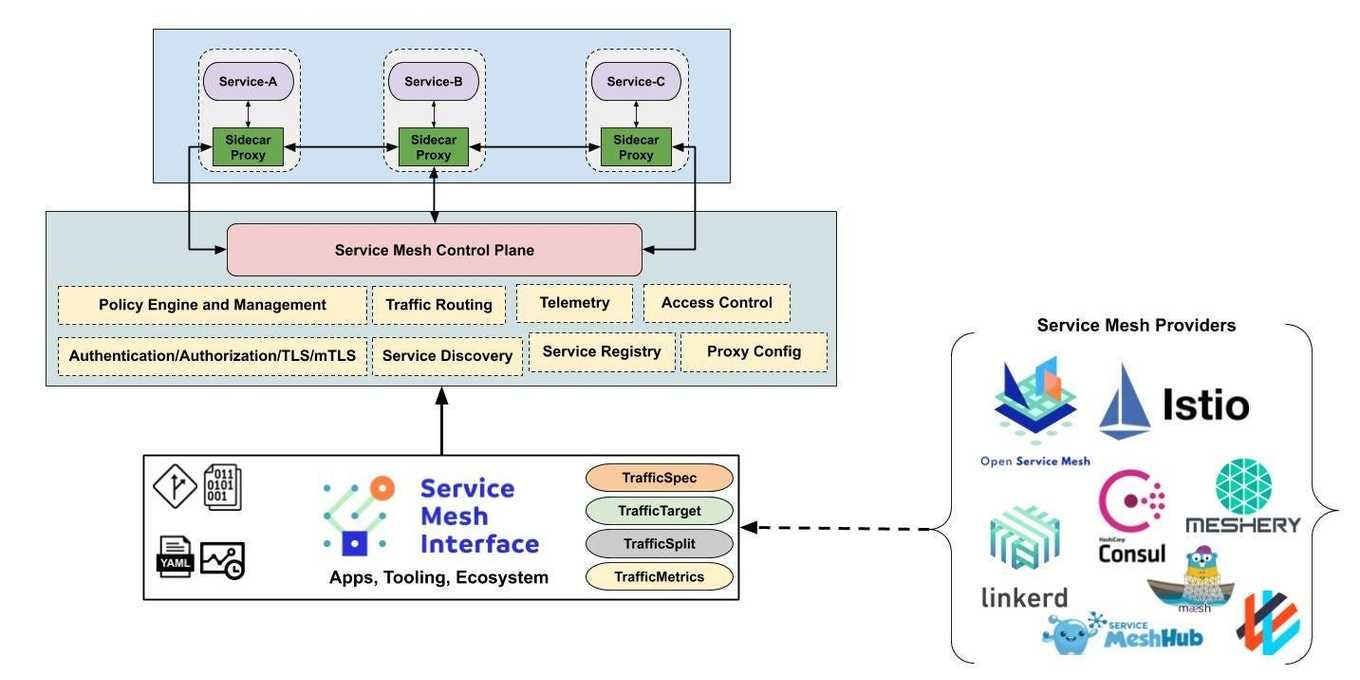 Service-A
Service-B
Service-C
Sidecar
Proxy
Sidecar
Proxy
Sidecar
Proxy
Service Mesh Control Plane
Policy Engine and Management
Traffic Routing
Telemetry
Access Control
Authentication/Authorization/TLS/mTLS
Service Discovery
Service Registry
Proxy Config
011
0101
001
YAML
Service
Mesh
Interface
Apps, Tooling, Ecosystem
TrafficSpec
TrafficTarget
TrafficSplit
TrafficMetrics
Service Mesh Providers
Open Service Mesh
Istio
HashiCorp
Consul
MESHERY
linkerd
mæsh
SERVICE
MeshHub